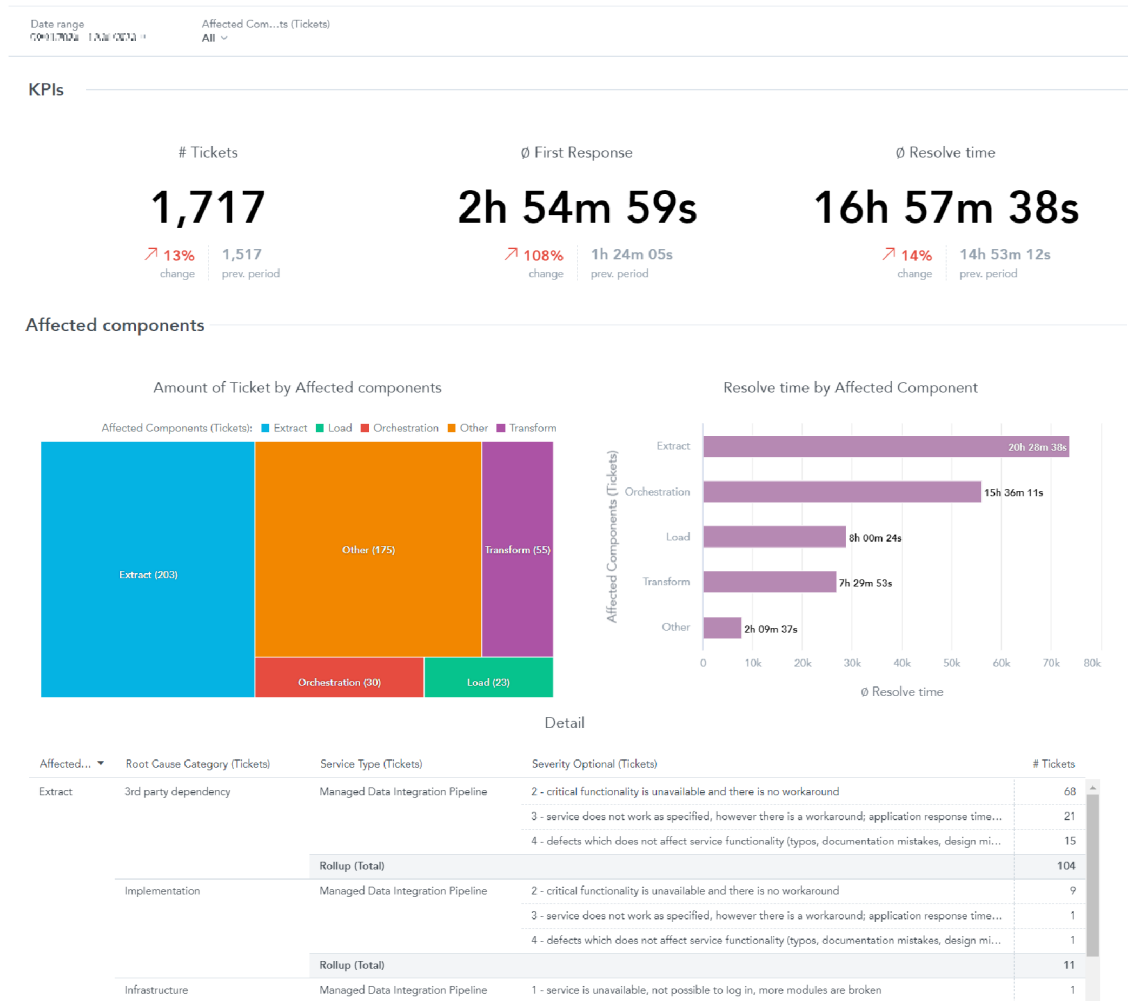 Date range
Affected Com...ts (Tickets)
All
KPIs
# Tickets
Ø First Response
Ø Resolve time
1,717
2h 54m 59s
16h 57m 38s
13%
change
1,517
prev. period
108%
change
1h 24m 05s
prev. period
14%
change
14h 53m 12s
prev. period
Affected components
Amount of Ticket by Affected components
Affected Components (Tickets): Extract Load Orchestration Other Transform
Extract (203)
Other (175)
Transform (55)
Orchestration (30)
Load (23)
Resolve time by Affected Component
Affected Components (Tickets)
Extract 20h 28m 38s
Orchestration 15h 36m 11s
Load 8h 00m 24s
Transform 7h 29m 53s
Other 2h 09m 37s
0 10k 20k 30k 40k 50k 60k 70k 80k
Ø Resolve time
Detail
Affected... Root Cause Category (Tickets) Service Type (Tickets) Severity Optional (Tickets) # Tickets
Extract 3rd party dependency Managed Data Integration Pipeline 2 - critical functionality is unavailable and there is no workaround 68
3 - service does not work as specified, however there is a workaround; application response time... 21
4 - defects which does not affect service functionality (typos, documentation mistakes, design mi... 15
Rollup (Total) 104
Implementation Managed Data Integration Pipeline 2 - critical functionality is unavailable and there is no workaround 9
3 - service does not work as specified, however there is a workaround; application response time... 1
4 - defects which does not affect service functionality (typos, documentation mistakes, design mi... 1
Rollup (Total) 11
Infrastructure Managed Data Integration Pipeline 1 - service is unavailable, not possible to log in, more modules are broken 1